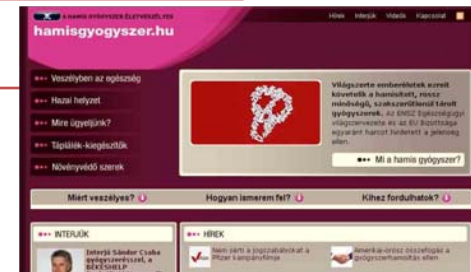 A HAMIS GYÓGYSZER ÉLETVESZÉLYES
Hírek Interjúk Videók Kapcsolat
hamisgyogyszer.hu
Veszélyben az egészség
Hazai helyzet
Mire ügyeljünk?
Táplálék-kiegészítők
Növényvédő szerek
Világszerte emberéletek ezreit
követelik a hamisított, rossz
minőségű, szakszerűtlenül tárolt
gyógyszerek. Az ENSZ Egészségügyi
világszervezete és az EU Bizottsága
egyaránt harcot hirdetett a jelenség
ellen.
Mi a hamis gyógyszer?
Miért veszélyes?
Hogyan ismerem fel?
Kihez fordulhatok?
INTERJÚK
Interjú Sándor Csaba
gyógyszerésszel, a
BÉKÉSHELP
HÍREK
Nem sérti a jogszabályokat a
Pfizer kampányfilmje
Amerikai-orosz összefogás a
gyógyszerhamisítás ellen